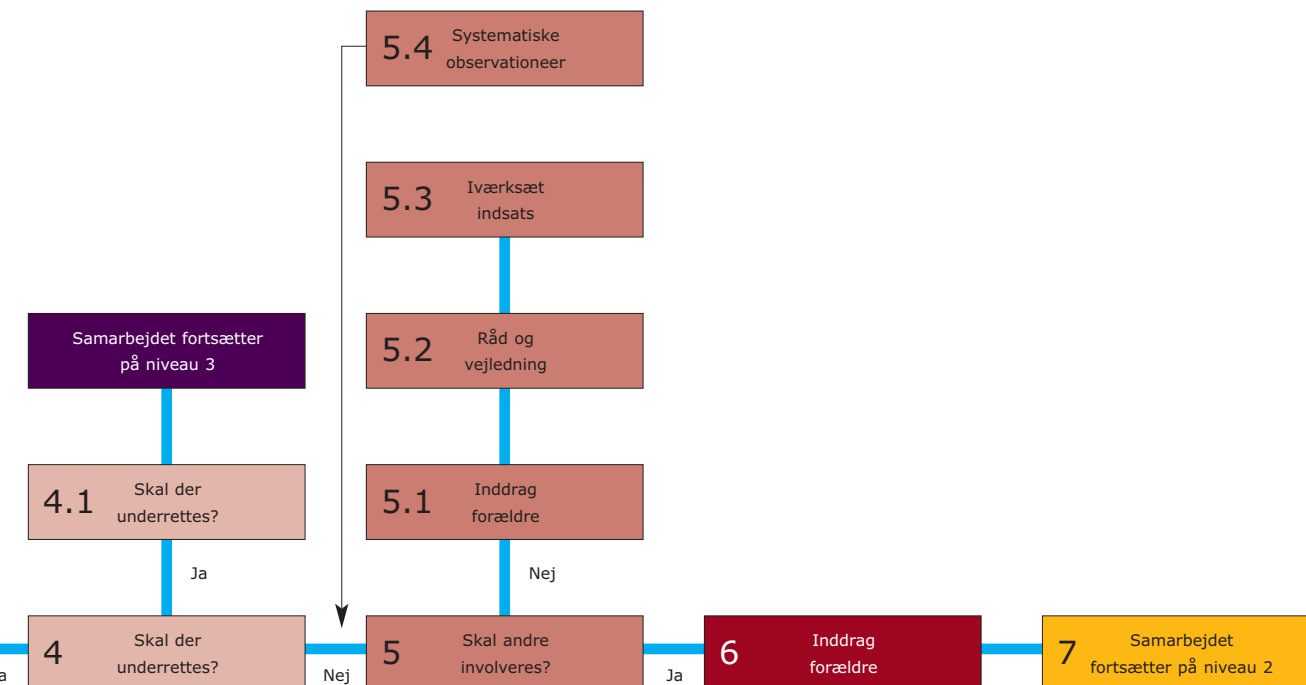 5.4
Systematiske
observationeer
5.3
Iværksæt
indsats
Samarbejdet fortsætter
på niveau 3
5.2
Råd og
vejledning
4.1
Skal der
underrettes?
5.1
Inddrag
forældre
Ja
Nej
4
Skal der
underrettes?
5
Skal andre
involveres?
6
Inddrag
forældre
7
Samarbejdet
fortsætter på niveau 2
Nej
Ja